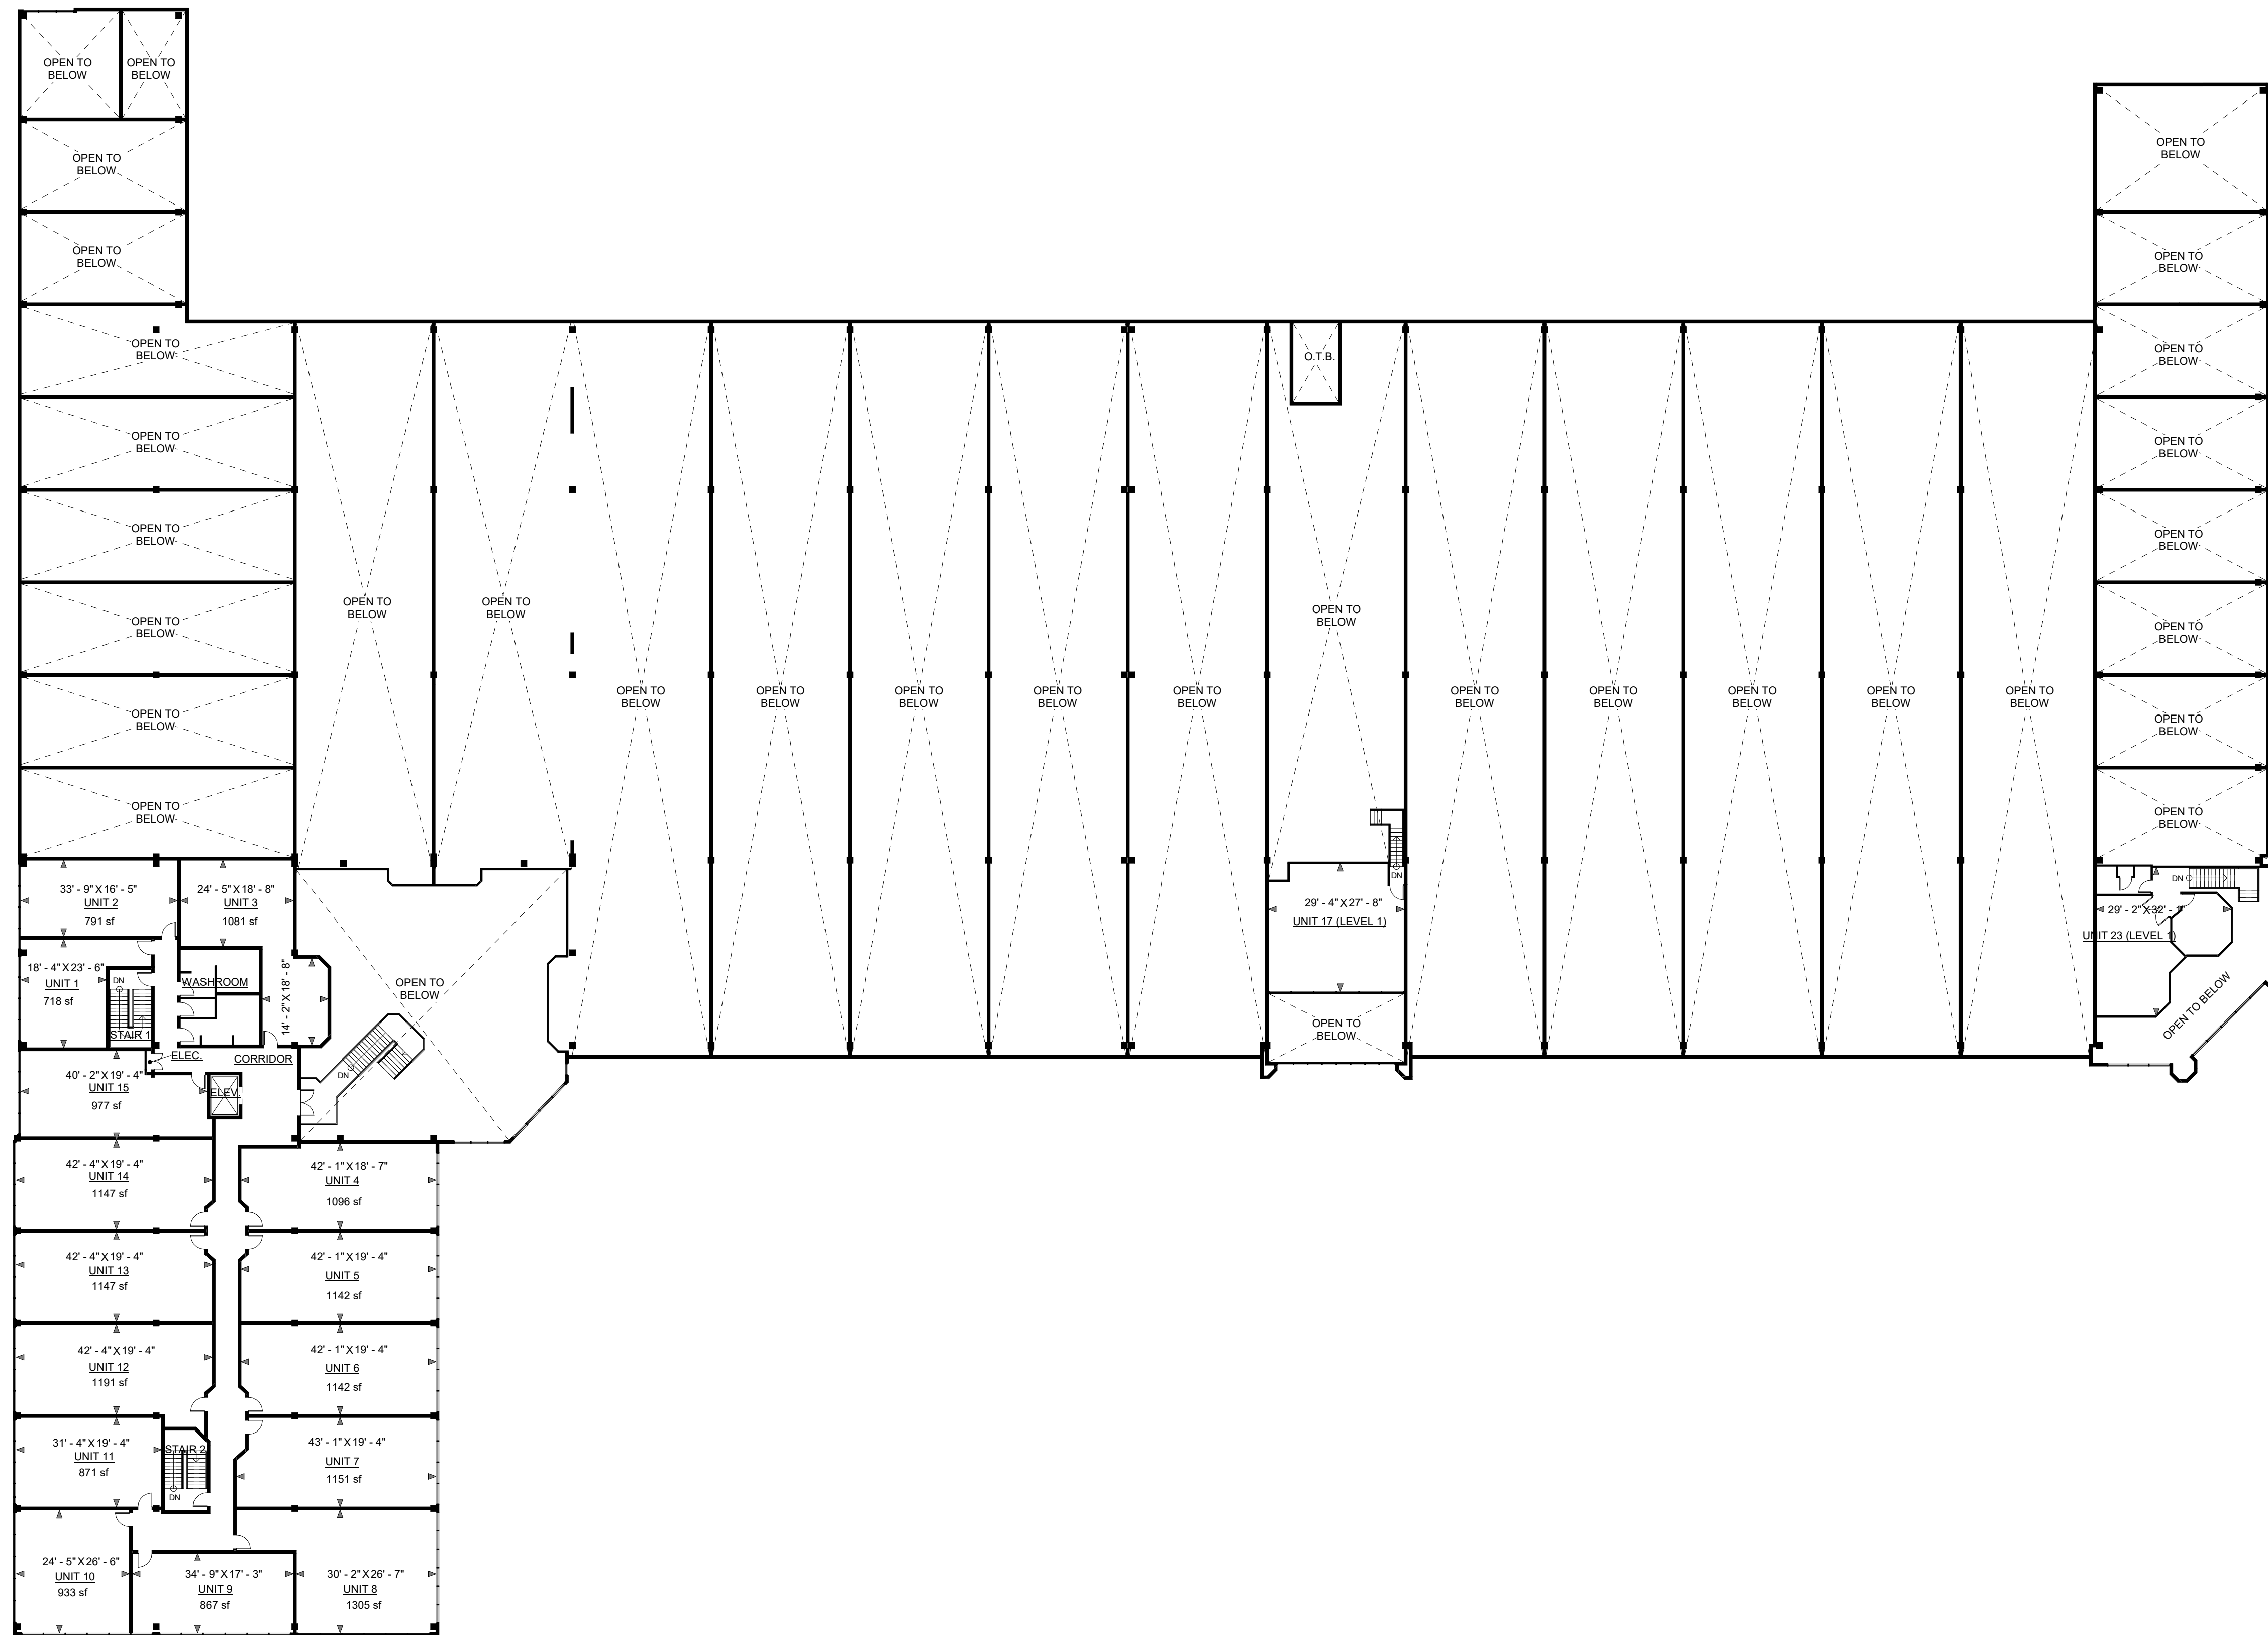 OPEN TO
BELOW
OPEN TO
BELOW
OPEN TO
BELOW
OPEN TO
BELOW
OPEN TO
BELOW
OPEN TO
BELOW
OPEN TO
BELOW
OPEN TO
BELOW
OPEN TO
BELOW
OPEN TO
BELOW
OPEN TO
BELOW
OPEN TO
BELOW
OPEN TO
BELOW
OPEN TO
BELOW
OPEN TO
BELOW
OPEN TO
BELOW
OPEN TO
BELOW
OPEN TO
BELOW
O.T.B.
OPEN TO
BELOW
OPEN TO
BELOW
OPEN TO
BELOW
OPEN TO
BELOW
OPEN TO
BELOW
OPEN TO
BELOW
OPEN TO
BELOW
OPEN TO
BELOW
OPEN TO
BELOW
OPEN TO
BELOW
OPEN TO
BELOW
OPEN TO
BELOW
OPEN TO
BELOW
OPEN TO
BELOW
33' - 9" X 16' - 5"
UNIT 2
791 sf
24' - 5" X 18' - 8"
UNIT 3
1081 sf
18' - 4" X 23' - 6"
UNIT 1
718 sf
DN
STAIR 1
WASHROOM
14' - 2" X 18' - 8"
ELEC.
CORRIDOR
OPEN TO
BELOW
DN
DN
29' - 4" X 27' - 8"
UNIT 17 (LEVEL 1)
OPEN TO
BELOW
DN
29' - 2" X 32' - 1"
UNIT 23 (LEVEL 1)
OPEN TO BELOW
40' - 2" X 19' - 4"
UNIT 15
977 sf
ELEV.
42' - 4" X 19' - 4"
UNIT 14
1147 sf
42' - 1" X 18' - 7"
UNIT 4
1096 sf
42' - 4" X 19' - 4"
UNIT 13
1147 sf
42' - 1" X 19' - 4"
UNIT 5
1142 sf
42' - 4" X 19' - 4"
UNIT 12
1191 sf
42' - 1" X 19' - 4"
UNIT 6
1142 sf
31' - 4" X 19' - 4"
UNIT 11
871 sf
STAIR 2
DN
43' - 1" X 19' - 4"
UNIT 7
1151 sf
24' - 5" X 26' - 6"
UNIT 10
933 sf
34' - 9" X 17' - 3"
UNIT 9
867 sf
30' - 2" X 26' - 7"
UNIT 8
1305 sf